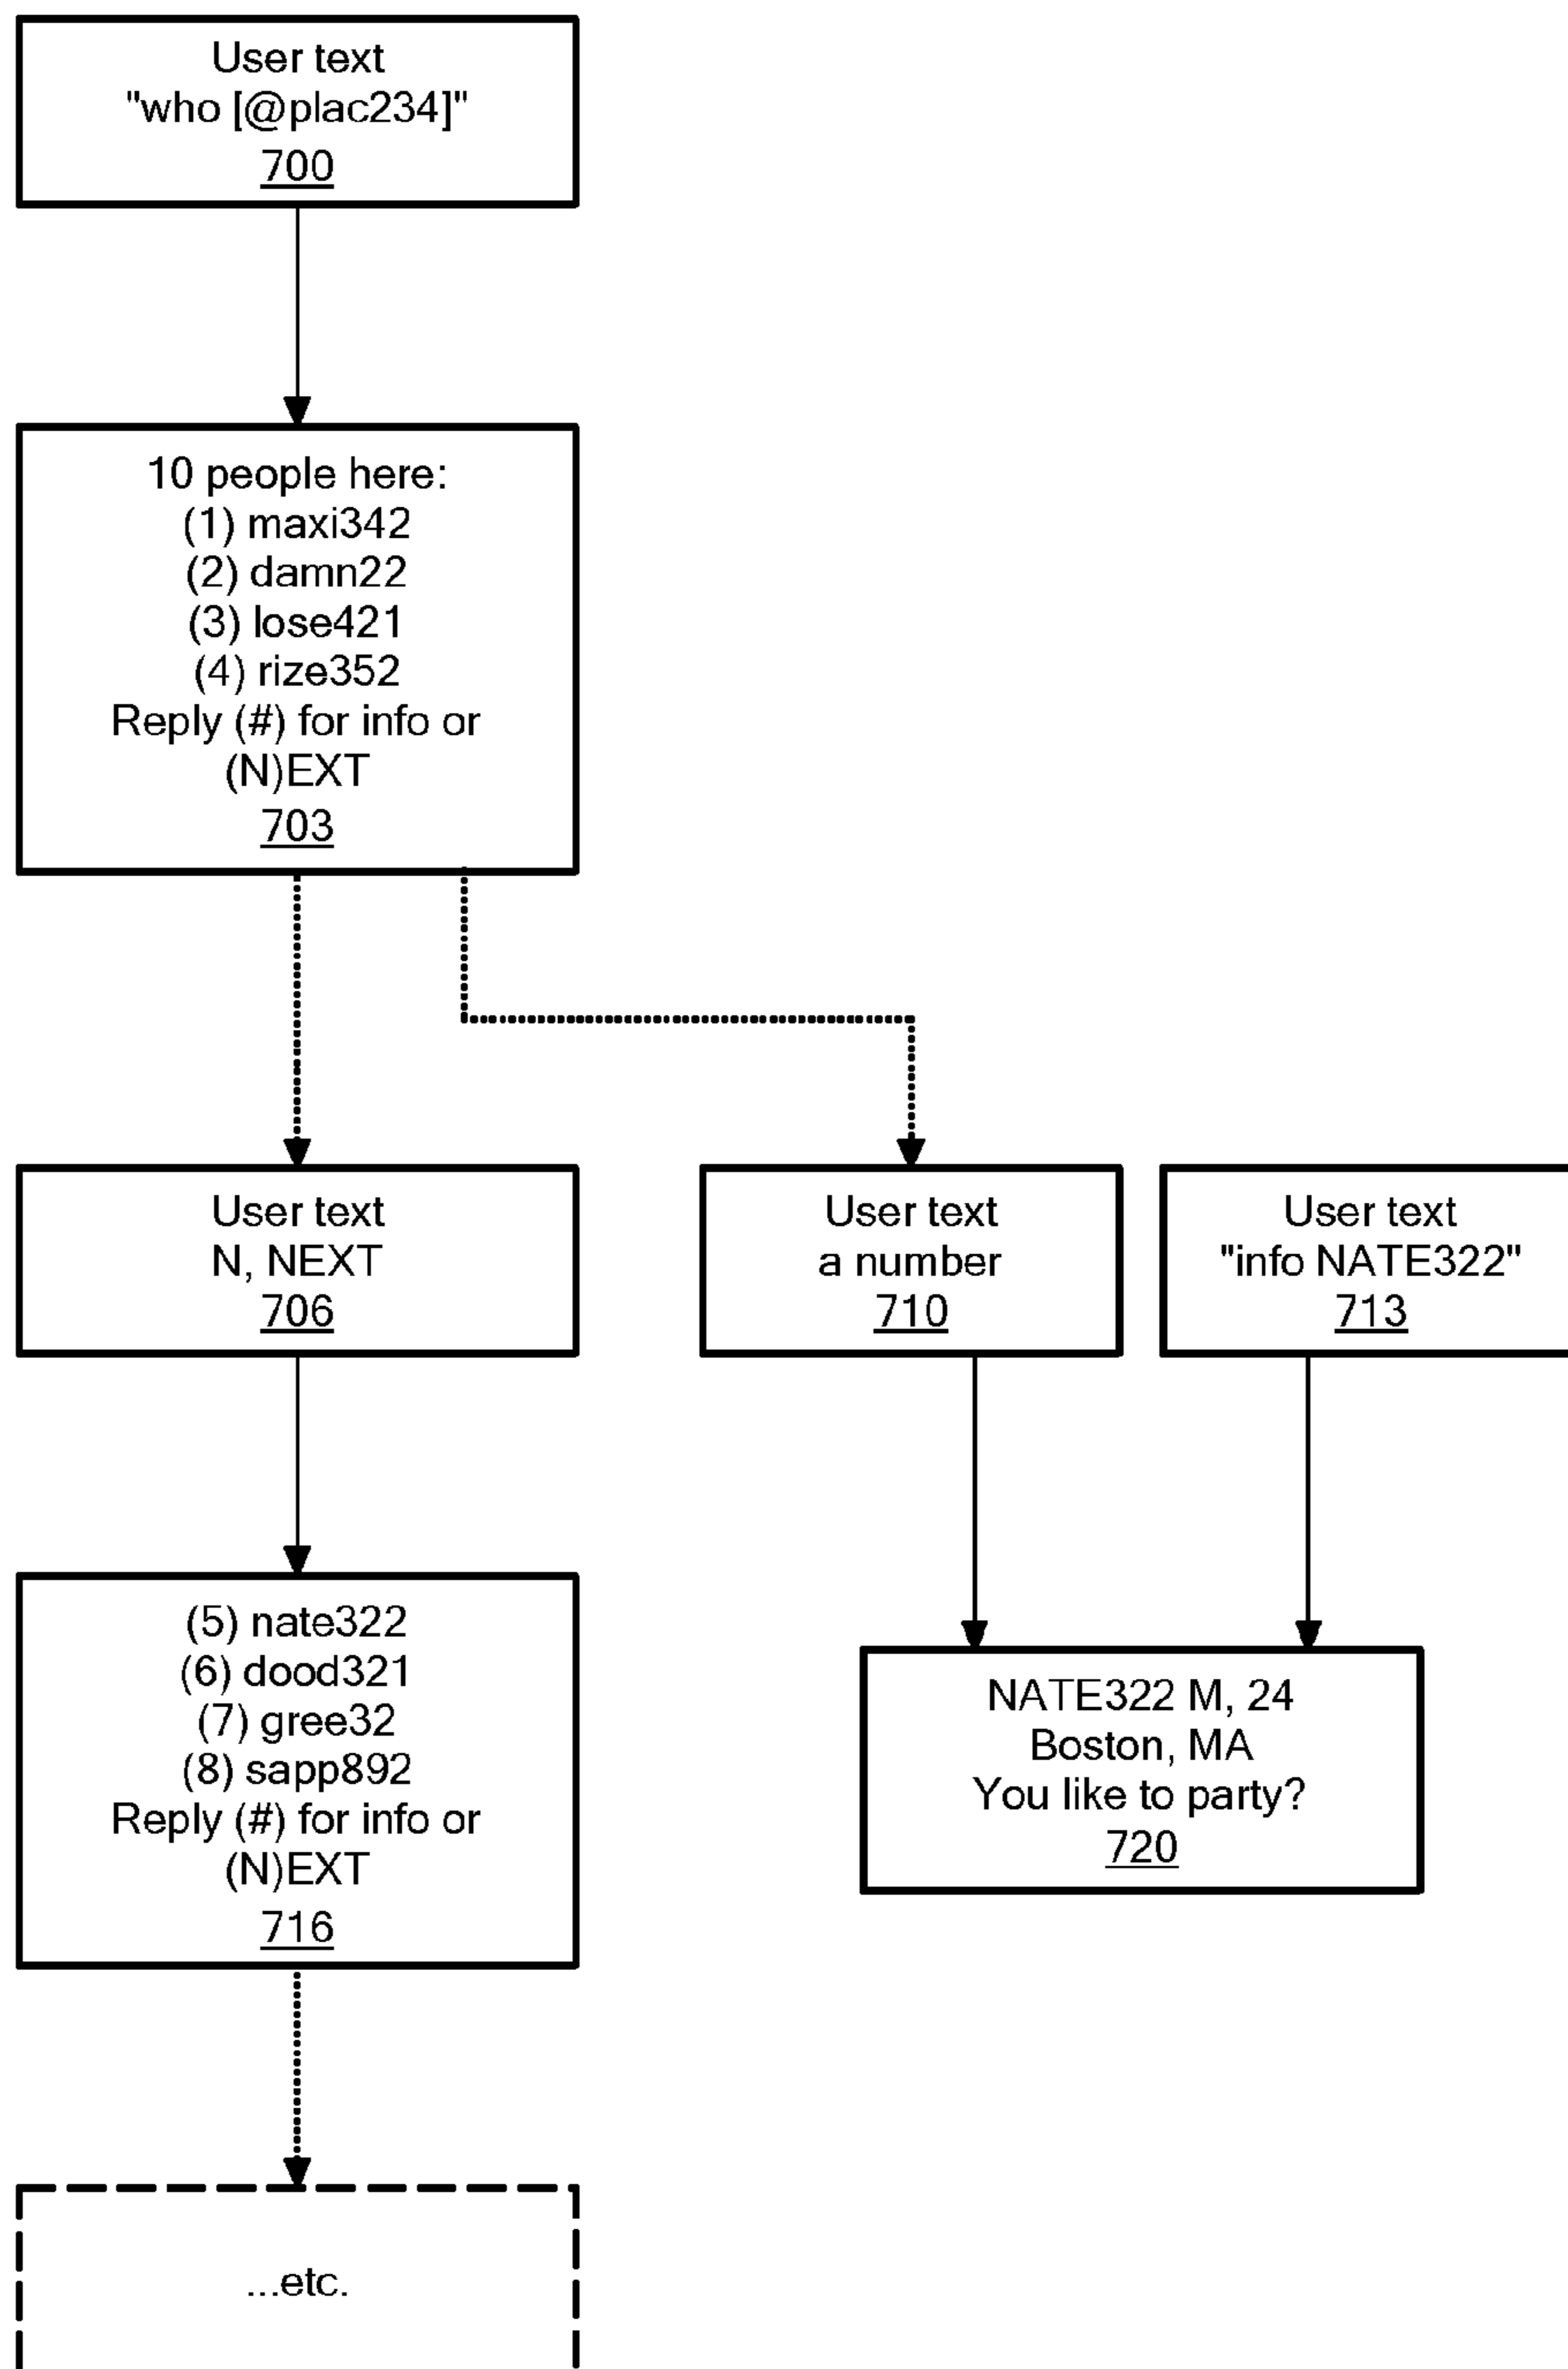 User text
"who [@plac234]"
700
10 people here:
(1) maxi342
(2) damn22
(3) lose421
(4) rize352
Reply (#) for info or
(N)EXT
703
User text
N, NEXT
706
User text
a number
710
User text
"info NATE322"
713
(5) nate322
(6) dood321
(7) gree32
(8) sapp892
Reply (#) for info or
(N)EXT
716
NATE322 M, 24
Boston, MA
You like to party?
720
...etc.